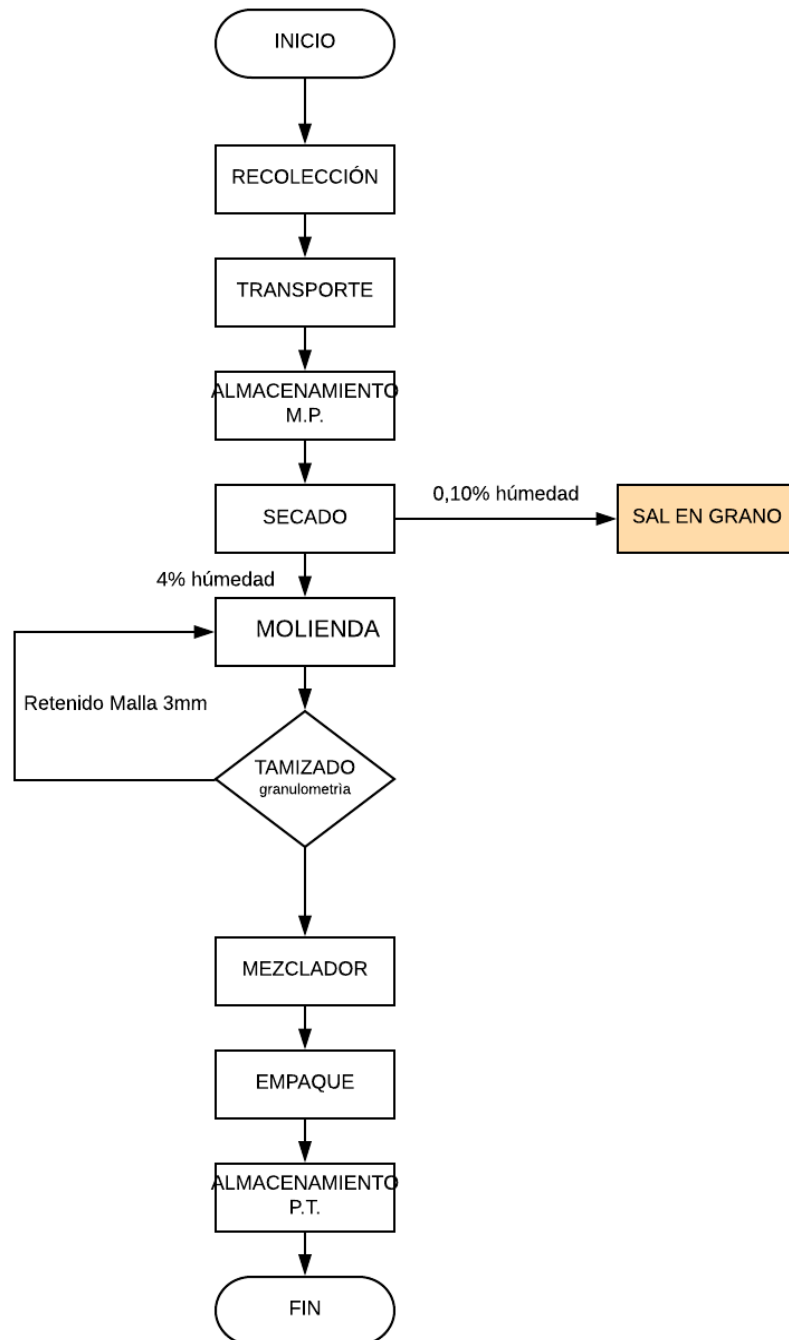 INICIO
RECOLECCIÓN
TRANSPORTE
ALMACENAMIENTO
M.P.
SECADO
0,10% húmedad
SAL EN GRANO
4% húmedad
MOLIENDA
Retenido Malla 3mm
TAMIZADO
granulometrìa
MEZCLADOR
EMPAQUE
ALMACENAMIENTO
P.T.
FIN